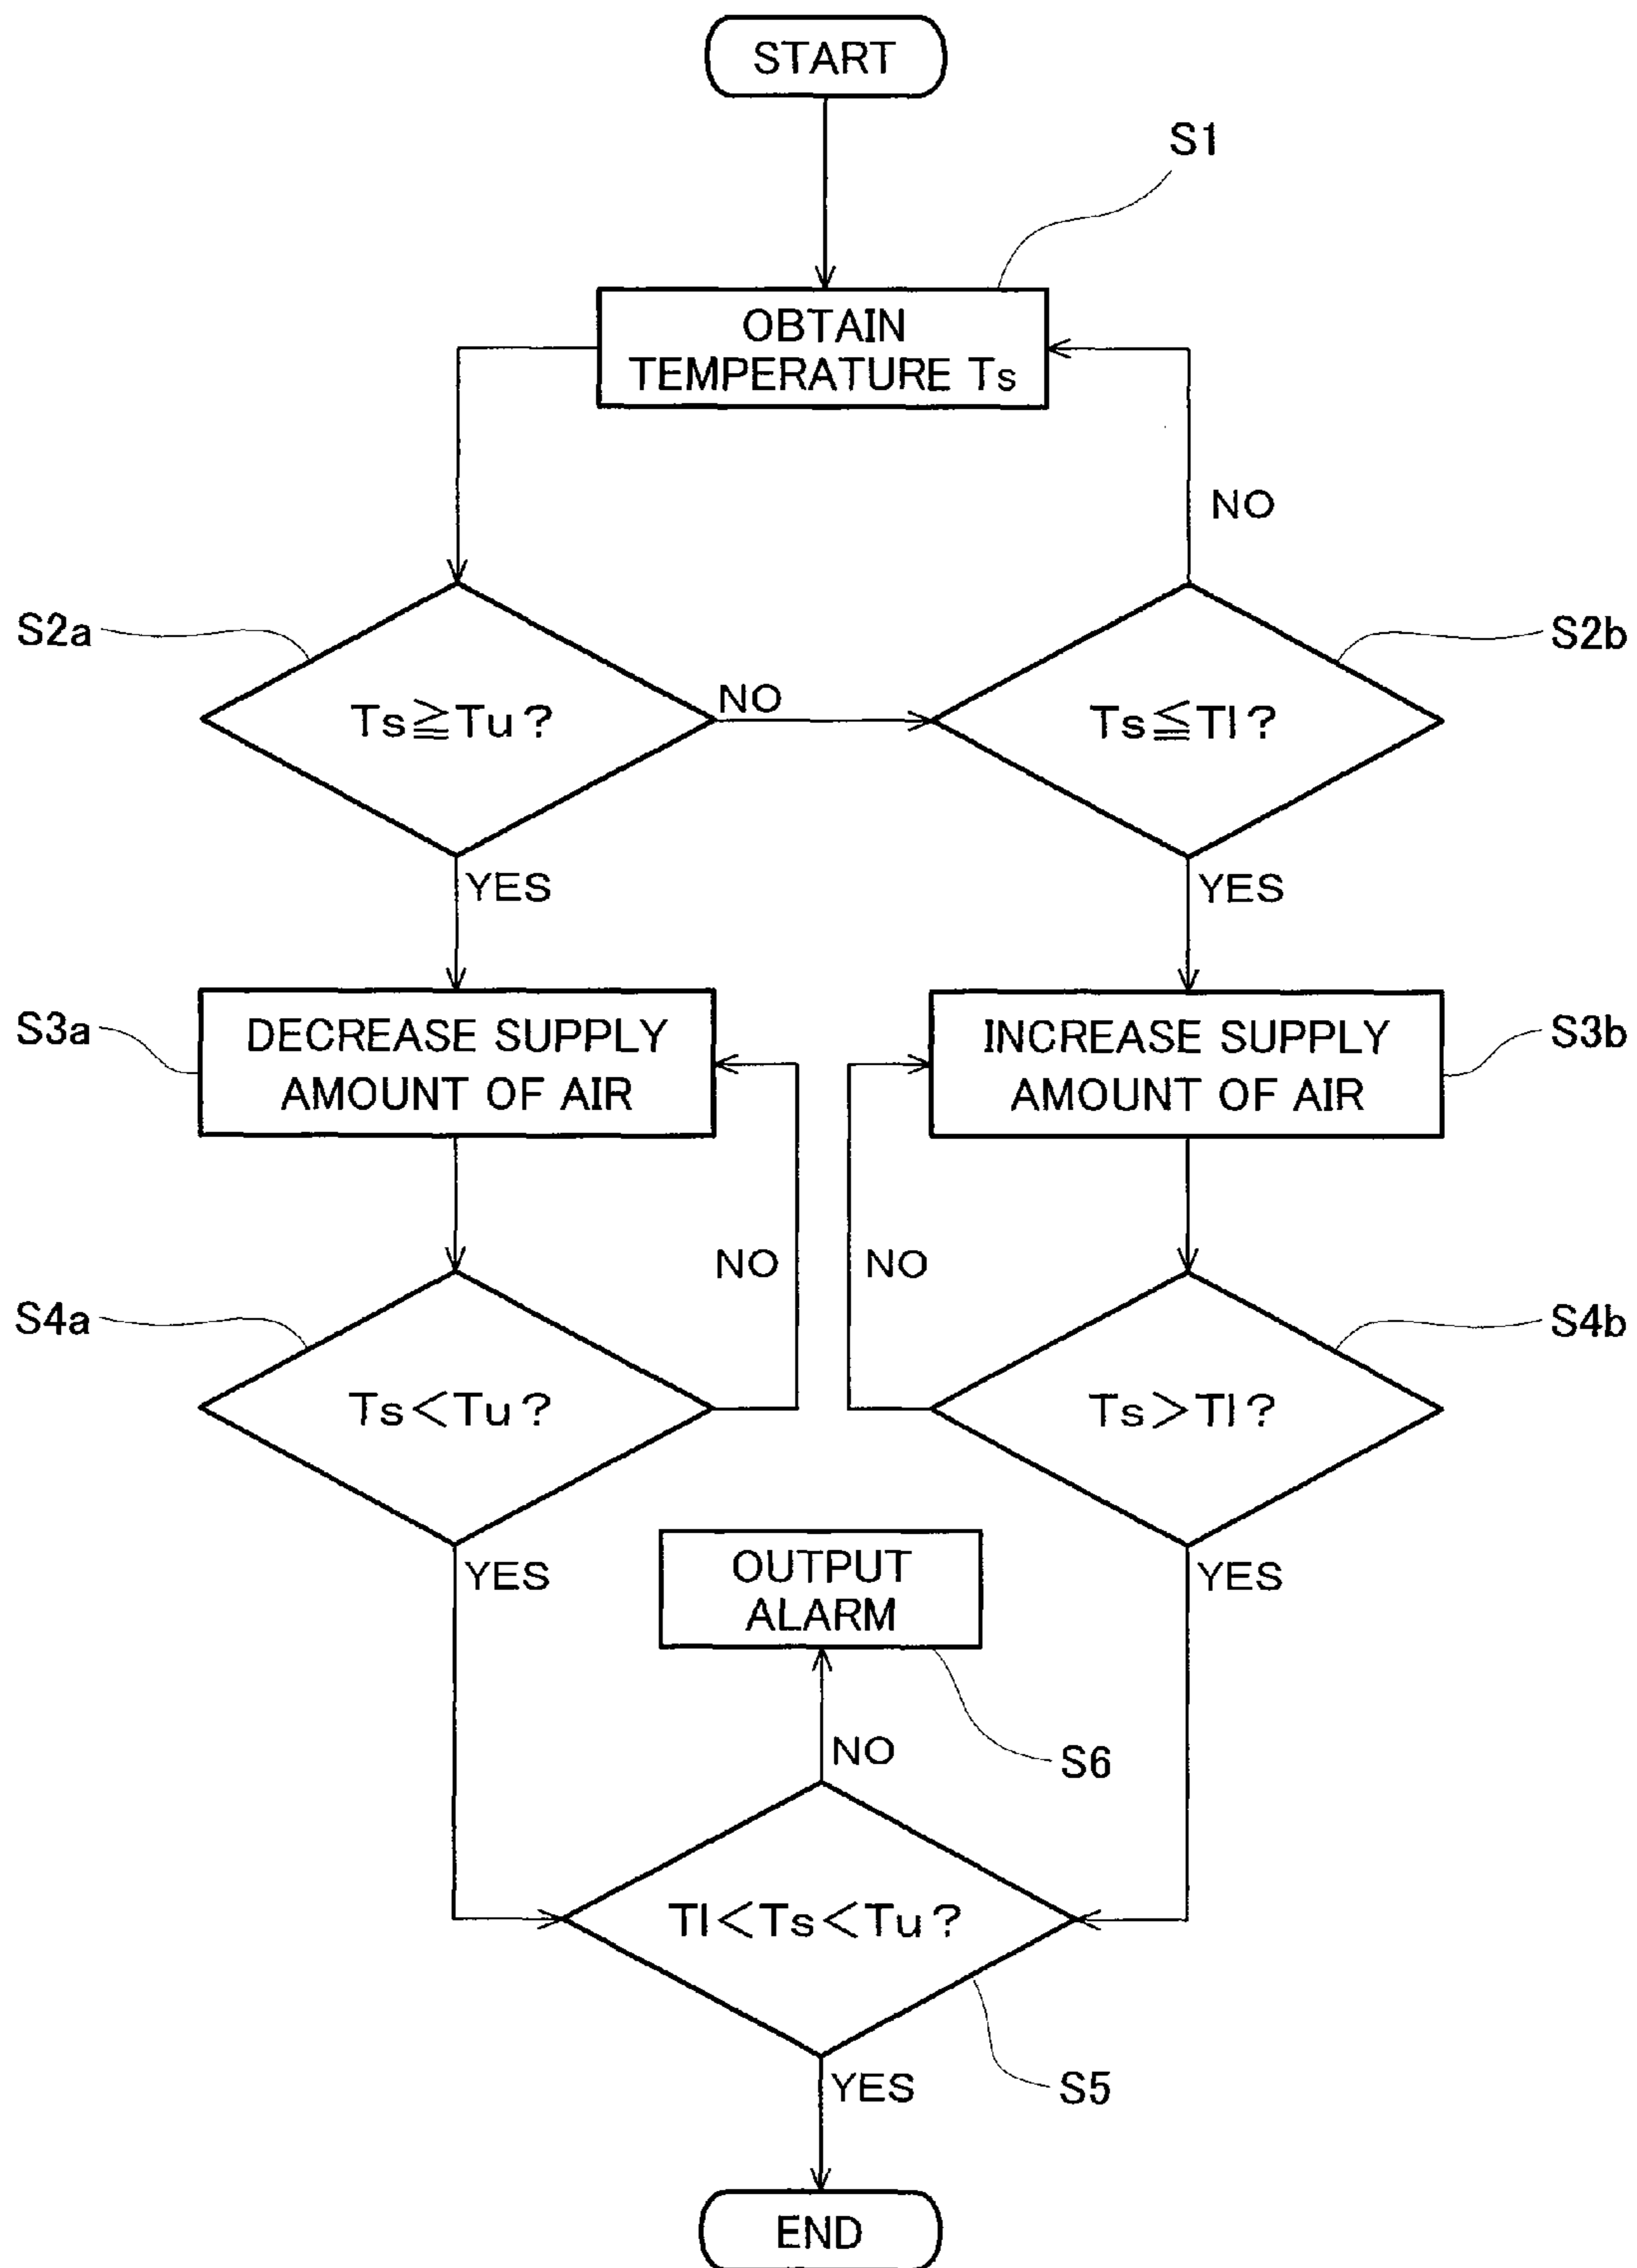 START
S1
OBTAIN
TEMPERATURE Ts
NO
S2a
Ts≧Tu?
NO
Ts≦Tl?
S2b
YES
YES
S3a
DECREASE SUPPLY
AMOUNT OF AIR
INCREASE SUPPLY
AMOUNT OF AIR
S3b
NO
NO
S4a
Ts<Tu?
Ts>Tl?
S4b
YES
OUTPUT
ALARM
YES
NO
S6
Tl<Ts<Tu?
YES
S5
END